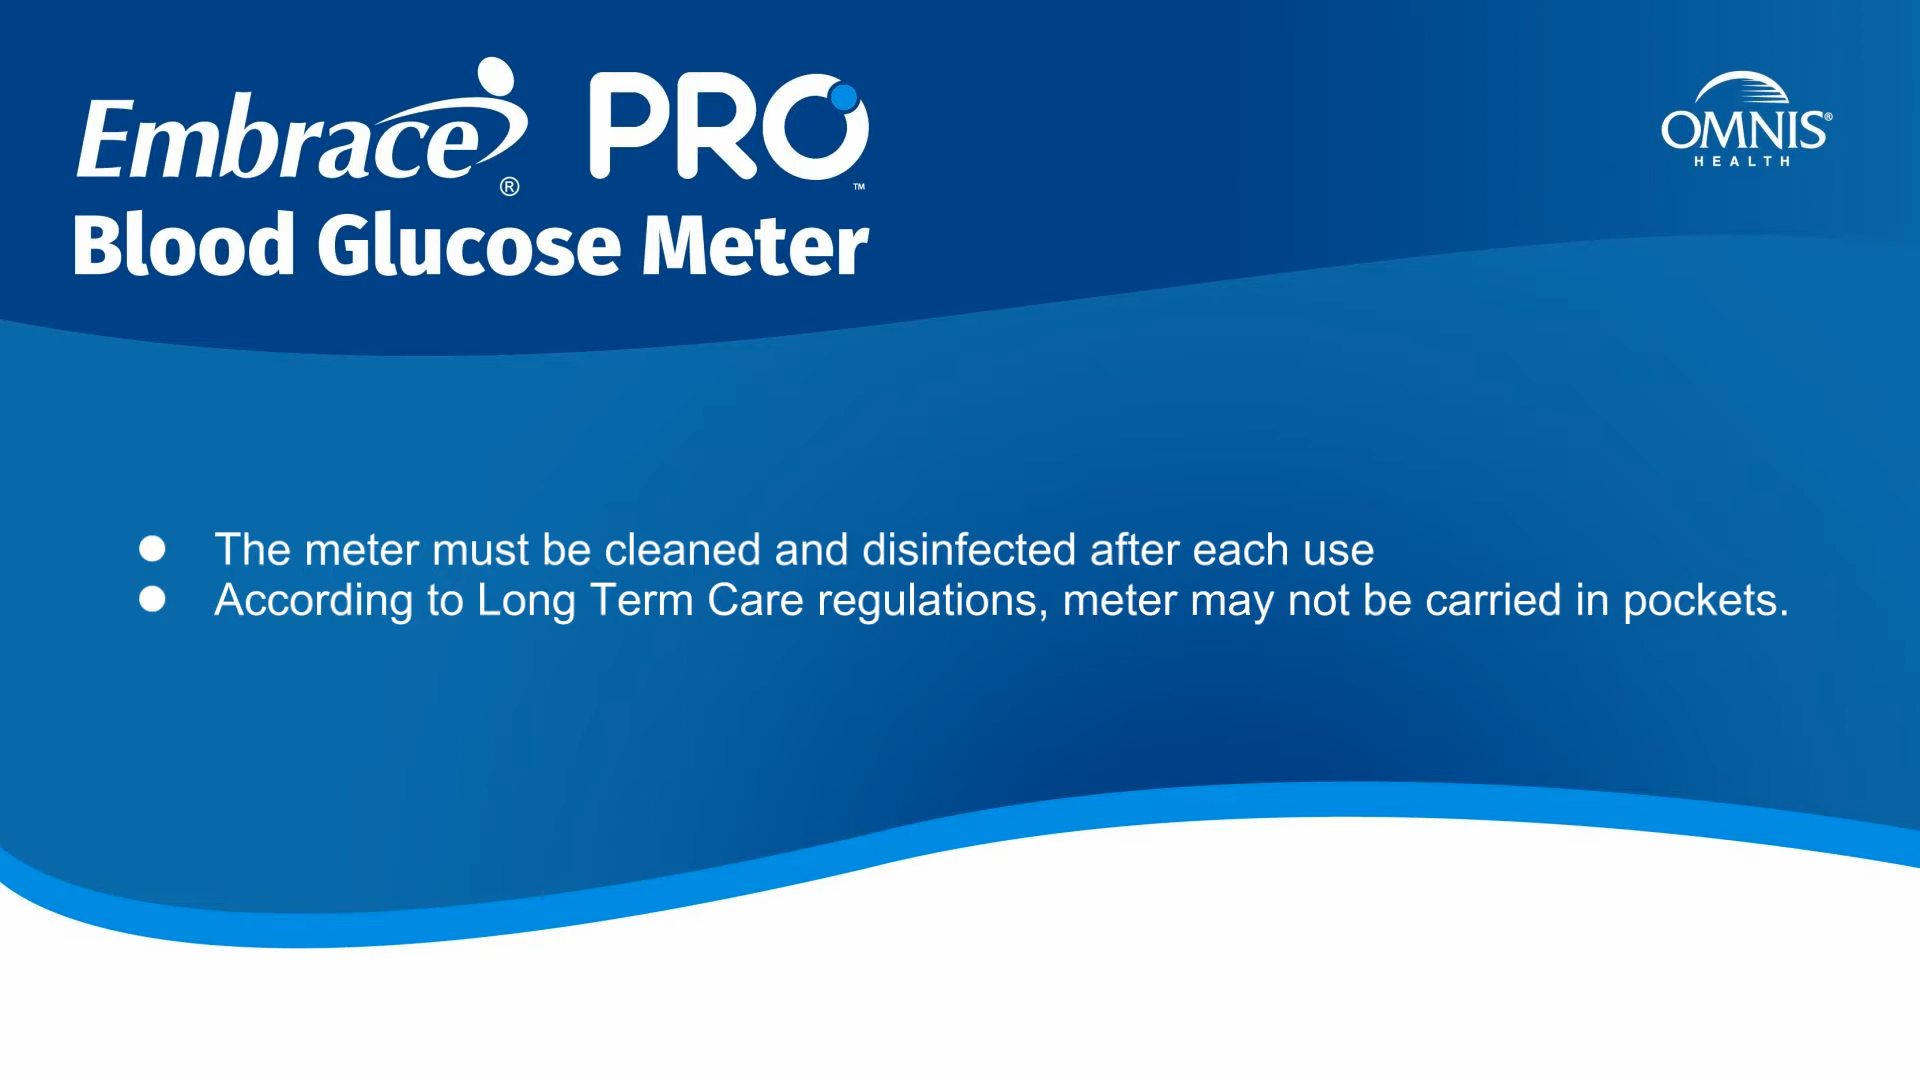 Embrace® PRO™
OMNIS®
HEALTH
Blood Glucose Meter
● The meter must be cleaned and disinfected after each use
● According to Long Term Care regulations, meter may not be carried in pockets.